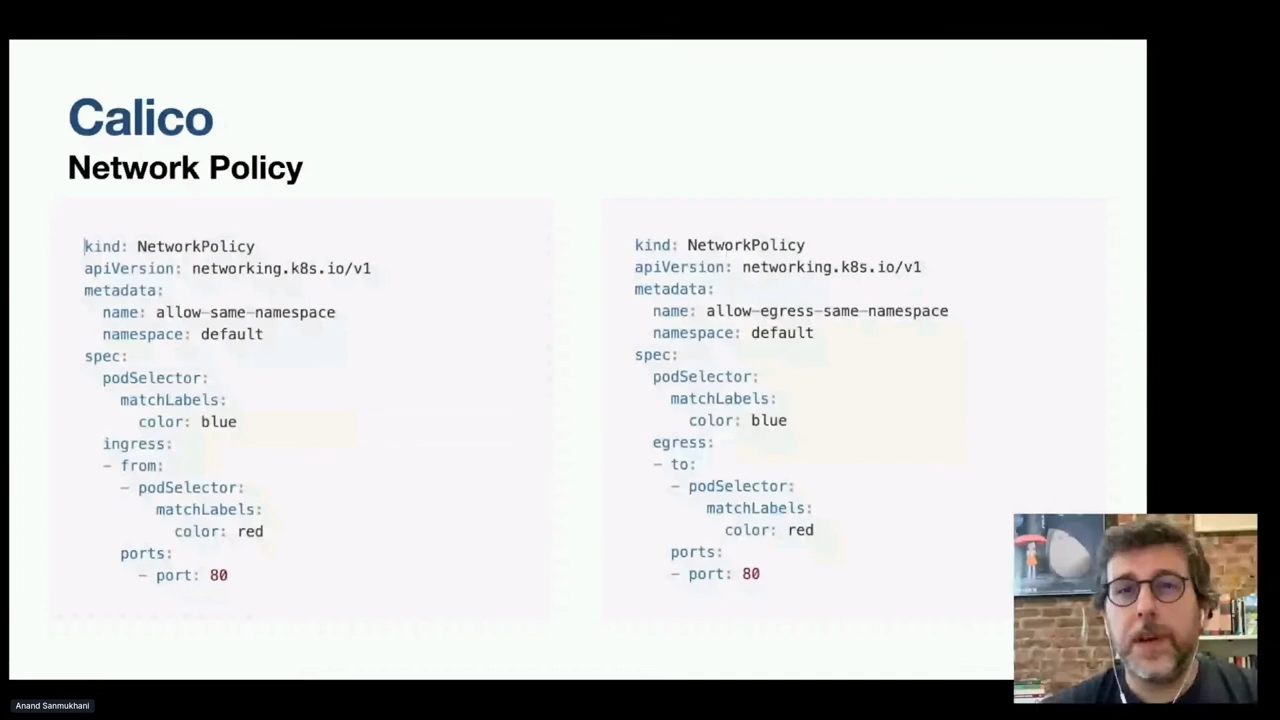 Calico
Network Policy
kind: NetworkPolicy
apiVersion: networking.k8s.io/v1
metadata:
  name: allow-same-namespace
  namespace: default
spec:
  podSelector:
    matchLabels:
      color: blue
  ingress:
  - from:
    - podSelector:
        matchLabels:
          color: red
    ports:
      - port: 80
kind: NetworkPolicy
apiVersion: networking.k8s.io/v1
metadata:
  name: allow-egress-same-namespace
  namespace: default
spec:
  podSelector:
    matchLabels:
      color: blue
  egress:
  - to:
    - podSelector:
        matchLabels:
          color: red
    ports:
    - port: 80
Anand Sanmukhani